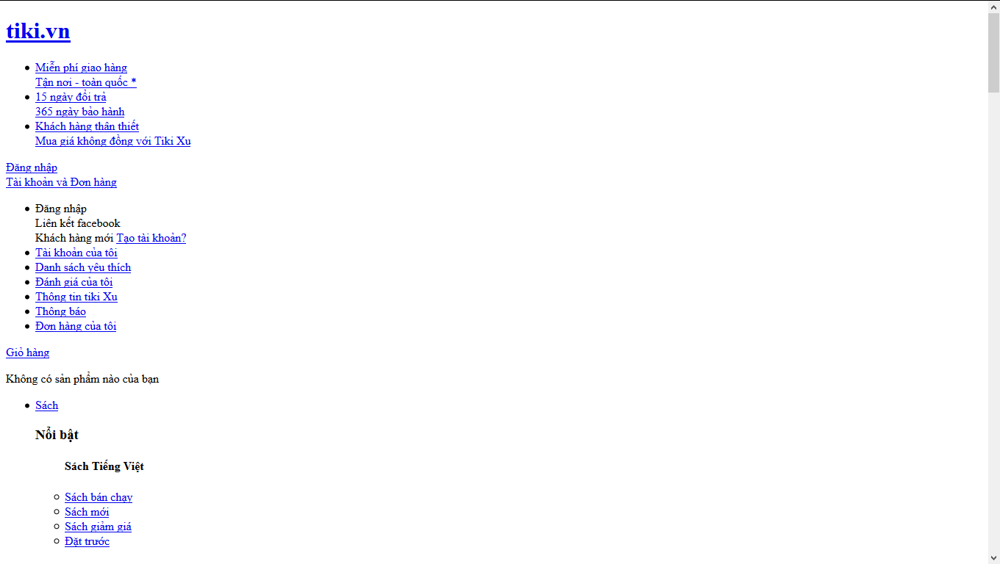 tiki.vn
Miễn phí giao hàng
Tận nơi - toàn quốc *
15 ngày đổi trả
365 ngày bảo hành
Khách hàng thân thiết
Mua giá không đồng với Tiki Xu
Đăng nhập
Tài khoản và Đơn hàng
Đăng nhập
Liên kết facebook
Khách hàng mới Tạo tài khoản?
Tài khoản của tôi
Danh sách yêu thích
Đánh giá của tôi
Thông tin tiki Xu
Thông báo
Đơn hàng của tôi
Giỏ hàng
Không có sản phẩm nào của bạn
Sách
Nổi bật
Sách Tiếng Việt
Sách bán chạy
Sách mới
Sách giảm giá
Đặt trước